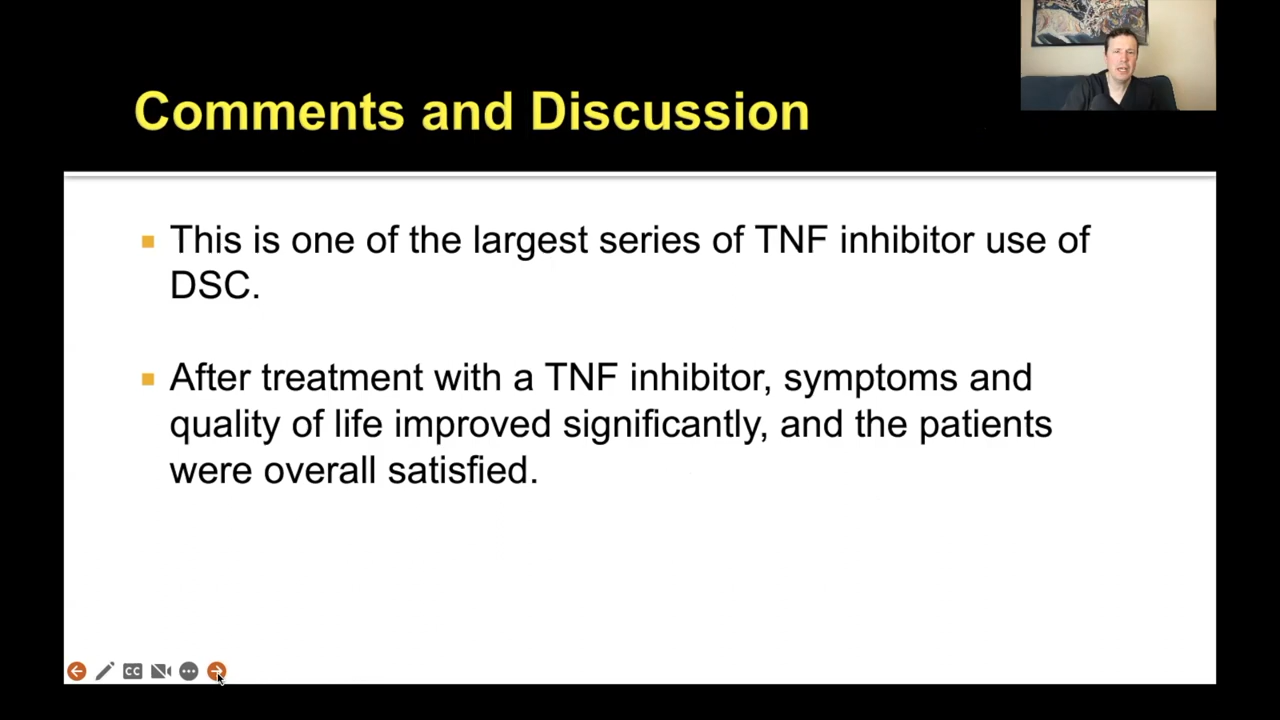 Comments and Discussion
This is one of the largest series of TNF inhibitor use of
DSC.
After treatment with a TNF inhibitor, symptoms and
quality of life improved significantly, and the patients
were overall satisfied.
CC